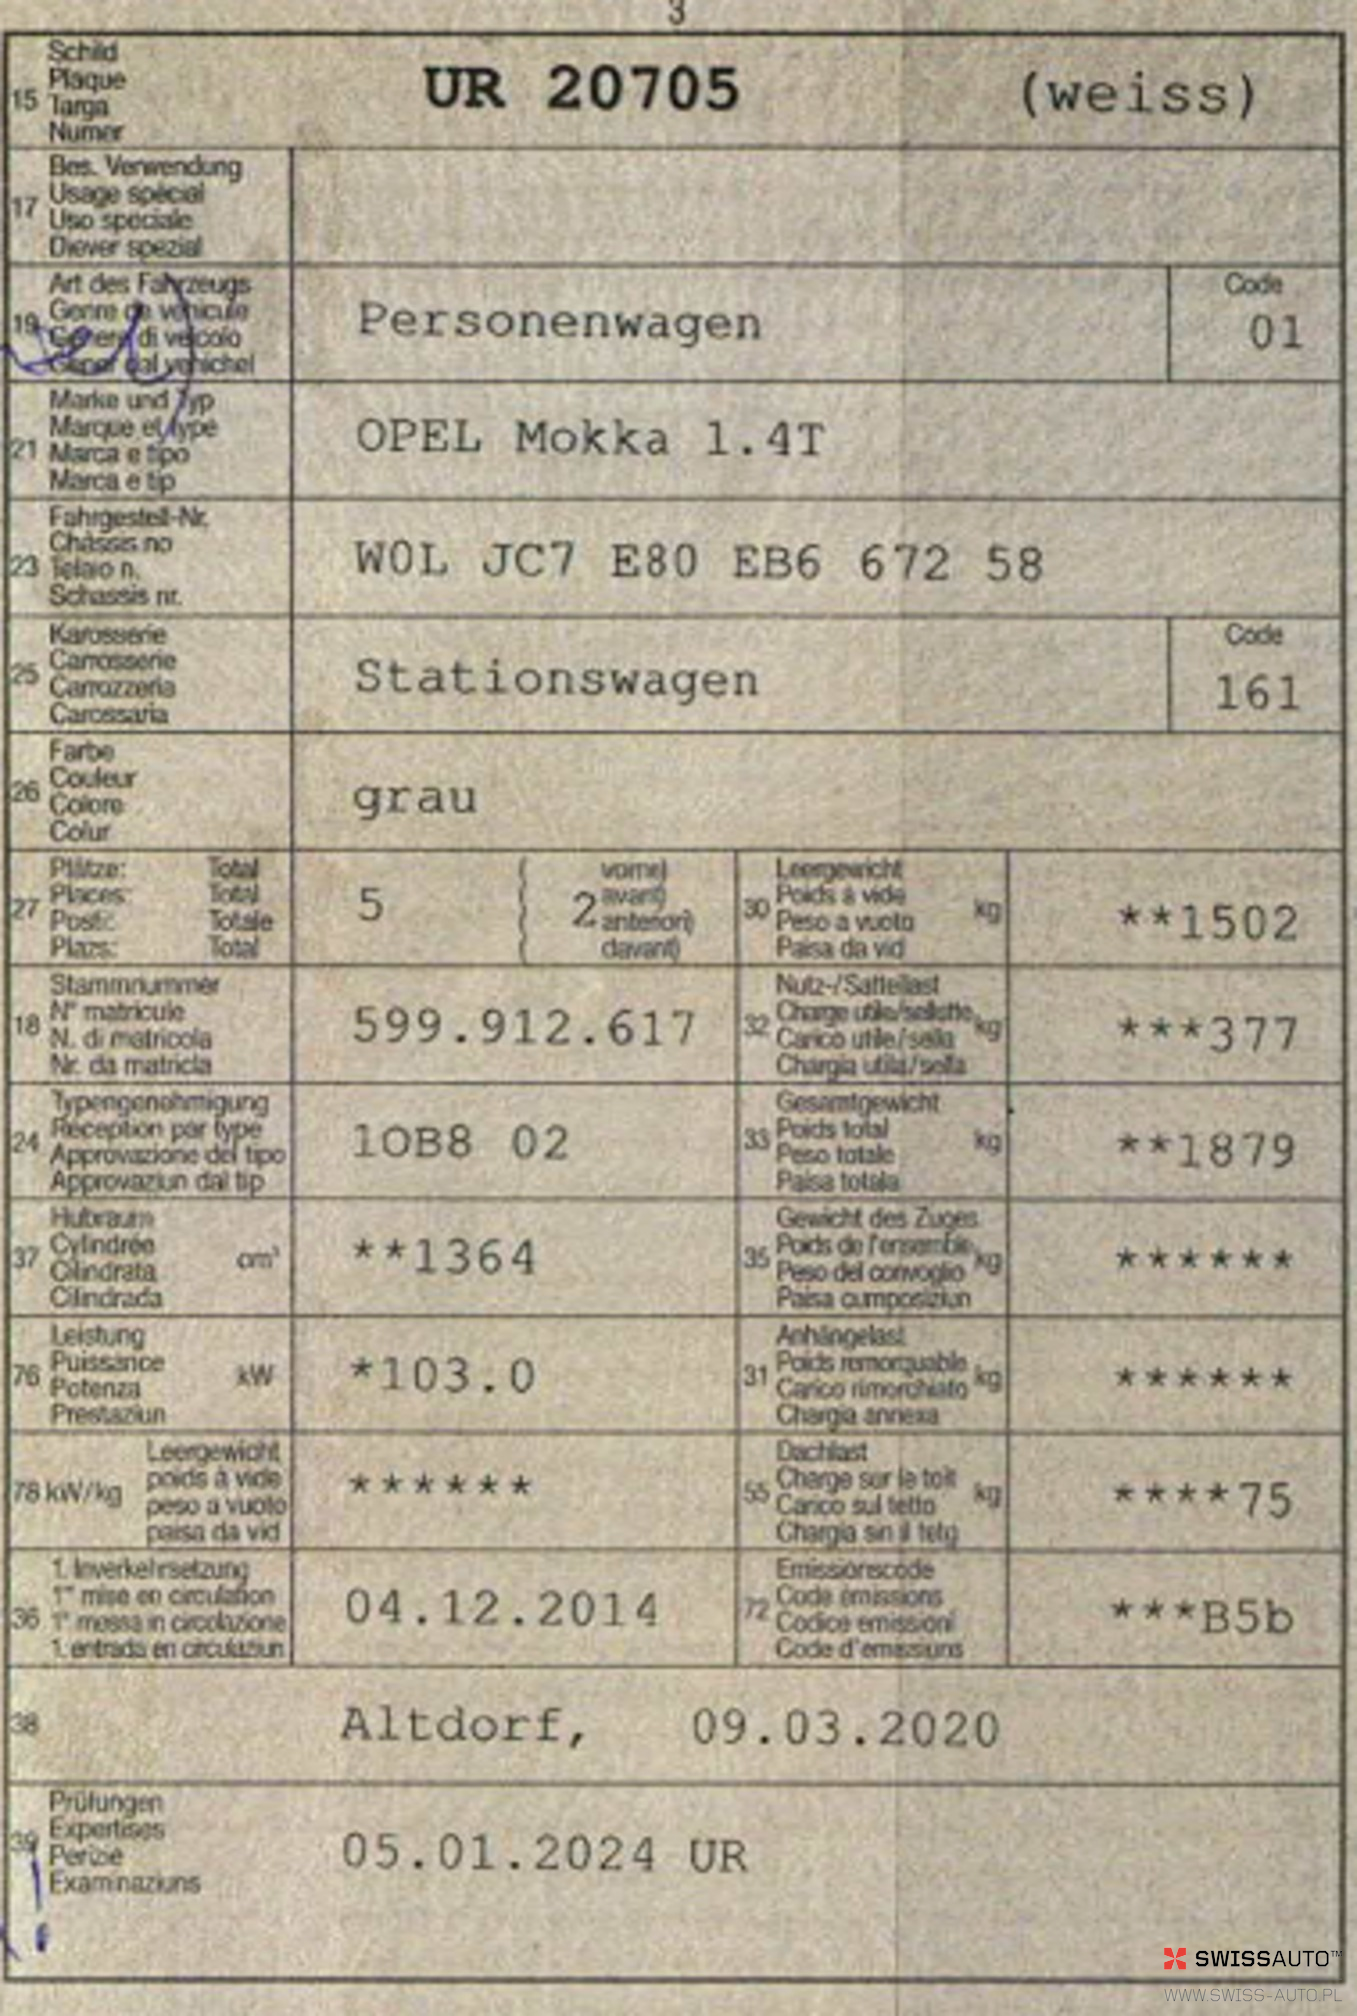 3
15 Schild
Plaque
Targa
Numer
UR 20705 (weiss)
17 Bes. Verwendung
Usage spécial
Uso speciale
Diever spezial
19 Art des Fahrzeugs
Genre de véhicule
Genere di veicolo
Gener dal vehichel
Personenwagen
Code
01
21 Marke und Typ
Marque et type
Marca e tipo
Marca e tip
OPEL Mokka 1.4T
23 Fahrgestell-Nr.
Châssis no
Telaio n.
Schassis nr.
W0L JC7 E80 EB6 672 58
25 Karosserie
Carrosserie
Carrozzeria
Carossaria
Stationswagen
Code
161
26 Farbe
Couleur
Colore
Colur
grau
27 Plätze: Total
Places: Total
Posti: Totale
Plazs: Total
5 2
( vorne)
( avant)
( anteriori)
( davant)
30 Leergewicht
Poids à vide
Peso a vuoto
Paisa da vid
kg
**1502
18 Stammnummer
N° matricule
N. di matricola
Nr. da matricla
599.912.617
32 Nutz-/Sattellast
Charge utile/sellette
Carico utile/sella
Chargia utila/sella
kg
***377
24 Typengenehmigung
Réception par type
Approvazione del tipo
Approvaziun dal tip
1OB8 02
33 Gesamtgewicht
Poids total
Peso totale
Paisa totala
kg
**1879
37 Hubraum
Cylindrée
Cilindrata
Cilindrada
cm³
**1364
35 Gewicht des Zuges
Poids de l'ensemble
Peso del convoglio
Paisa cumposiziun
kg
******
76 Leistung
Puissance
Potenza
Prestaziun
kW
*103.0
31 Anhängelast
Poids remorquable
Carico rimorchiato
Chargia annexa
kg
******
78 kW/kg
Leergewicht
poids à vide
peso a vuoto
paisa da vid
******
55 Dachlast
Charge sur le toit
Carico sul tetto
Chargia sin il tetg
kg
****75
36 1. Inverkehrsetzung
1re mise en circulation
1a messa in circolazione
1. entrada en circulaziun
04.12.2014
72 Emissionscode
Code émissions
Codice emissioni
Code d'emissiuns
***B5b
38 Altdorf, 09.03.2020
39 Prüfungen
Expertises
Perizie
Examinaziuns
05.01.2024 UR
SWISSAUTO™
WWW.SWISS-AUTO.PL